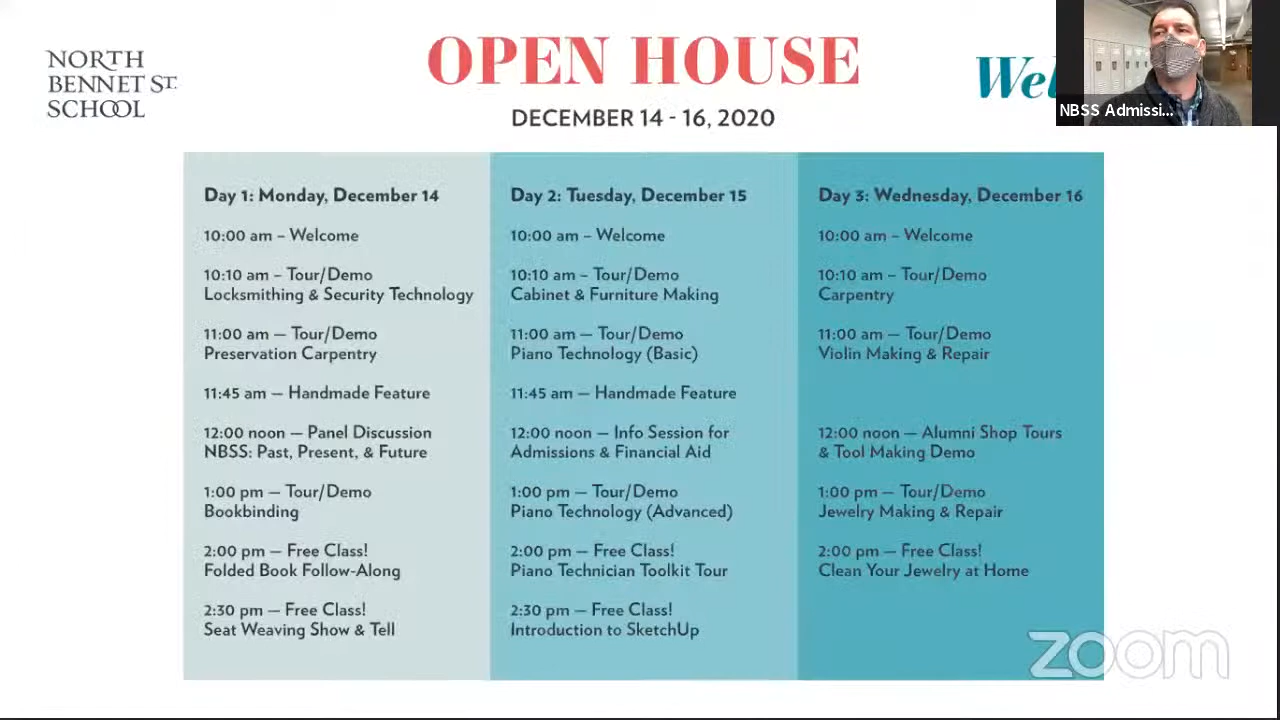 NORTH
BENNET ST.
SCHOOL
OPEN HOUSE
DECEMBER 14 - 16, 2020
NBSS Admissi...
Day 1: Monday, December 14
10:00 am – Welcome
10:10 am – Tour/Demo
Locksmithing & Security Technology
11:00 am — Tour/Demo
Preservation Carpentry
11:45 am — Handmade Feature
12:00 noon — Panel Discussion
NBSS: Past, Present, & Future
1:00 pm — Tour/Demo
Bookbinding
2:00 pm — Free Class!
Folded Book Follow-Along
2:30 pm — Free Class!
Seat Weaving Show & Tell
Day 2: Tuesday, December 15
10:00 am – Welcome
10:10 am – Tour/Demo
Cabinet & Furniture Making
11:00 am — Tour/Demo
Piano Technology (Basic)
11:45 am — Handmade Feature
12:00 noon — Info Session for
Admissions & Financial Aid
1:00 pm — Tour/Demo
Piano Technology (Advanced)
2:00 pm — Free Class!
Piano Technician Toolkit Tour
2:30 pm — Free Class!
Introduction to SketchUp
Day 3: Wednesday, December 16
10:00 am – Welcome
10:10 am – Tour/Demo
Carpentry
11:00 am — Tour/Demo
Violin Making & Repair
12:00 noon — Alumni Shop Tours
& Tool Making Demo
1:00 pm — Tour/Demo
Jewelry Making & Repair
2:00 pm — Free Class!
Clean Your Jewelry at Home
zoom